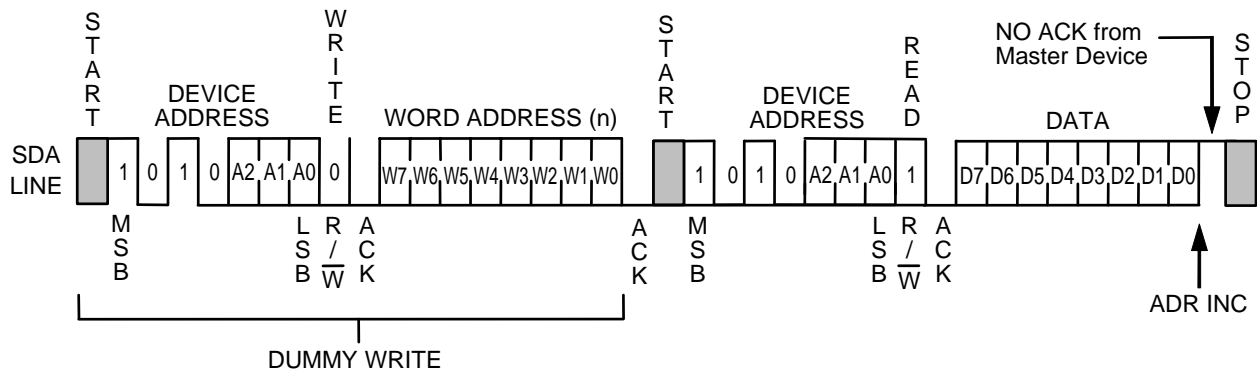 START
WRITE
START
READ
NO ACK from
Master Device
STOP
DEVICE
ADDRESS
WORD ADDRESS (n)
DEVICE
ADDRESS
DATA
SDA
LINE
1 0 1 0 A2 A1 A0 0 W7 W6 W5 W4 W3 W2 W1 W0 1 0 1 0 A2 A1 A0 1 D7 D6 D5 D4 D3 D2 D1 D0
MSB
LSB
R/W̅
ACK
ACK
MSB
LSB
R/W̅
ACK
ADR INC
DUMMY WRITE